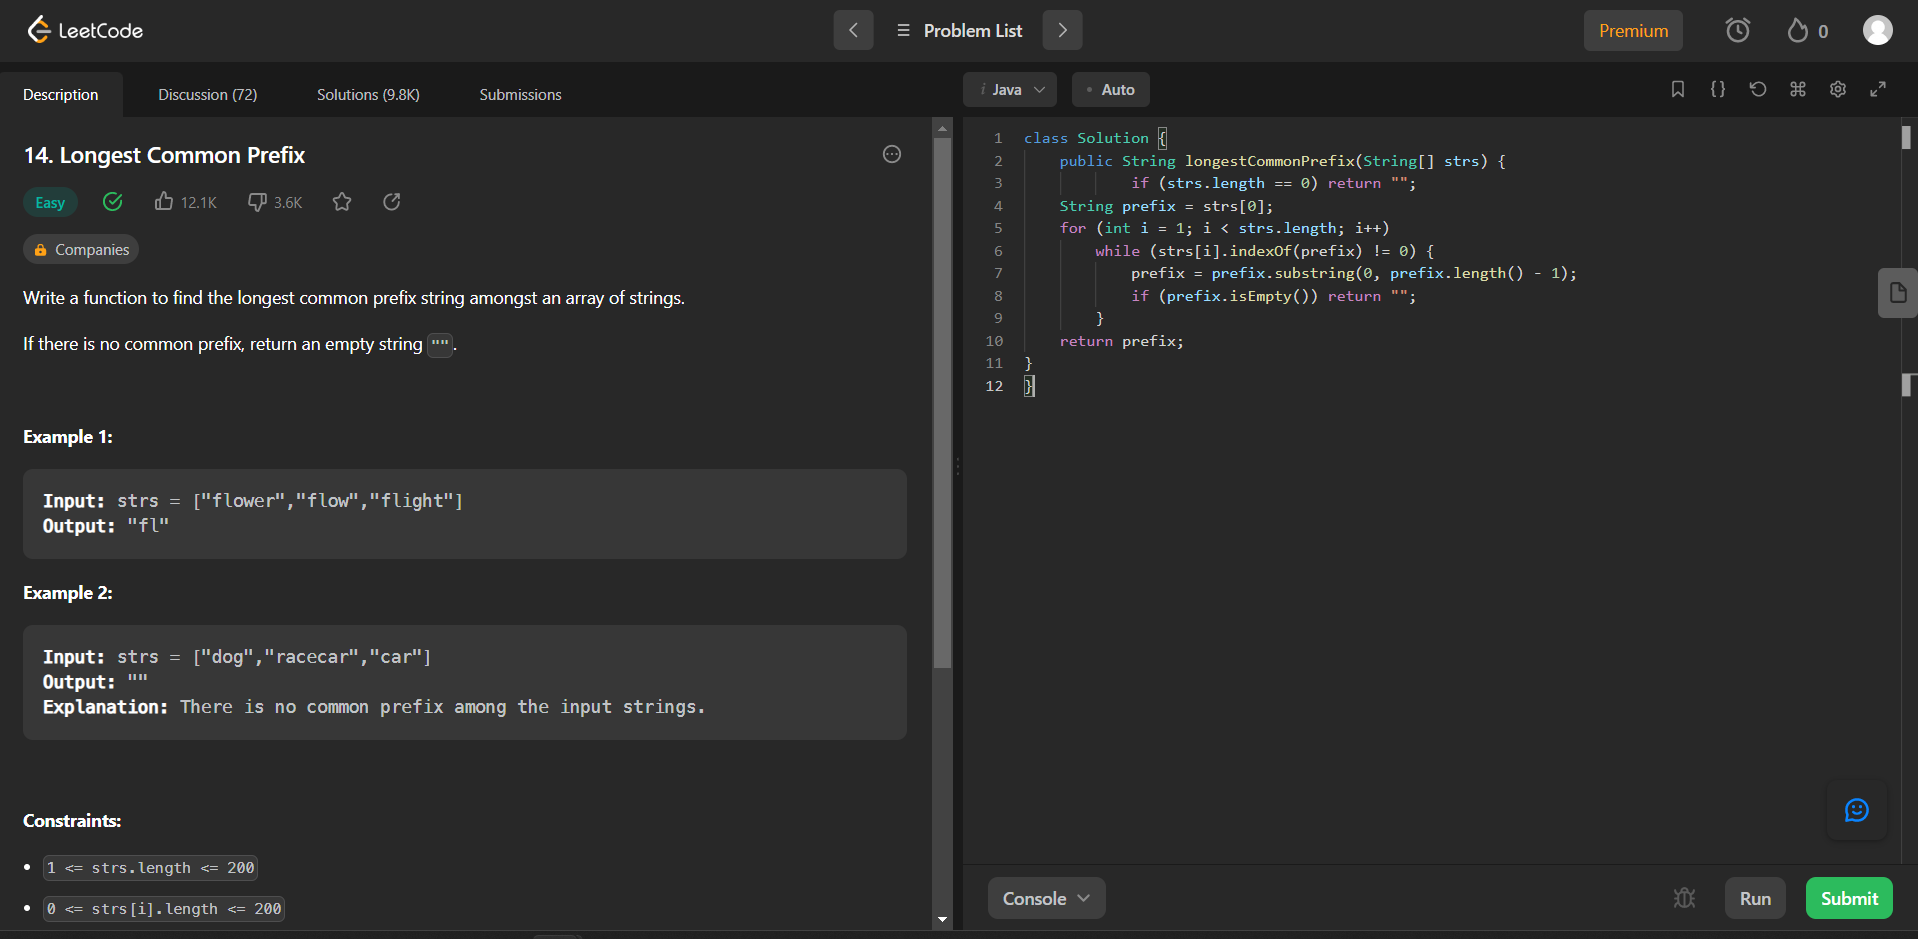 LeetCode
Problem List
Premium
0
Description
Discussion (72)
Solutions (9.8K)
Submissions
14. Longest Common Prefix
Easy
12.1K
3.6K
Companies
Write a function to find the longest common prefix string amongst an array of strings.
If there is no common prefix, return an empty string "".
Example 1:
Input: strs = ["flower","flow","flight"]
Output: "fl"
Example 2:
Input: strs = ["dog","racecar","car"]
Output: ""
Explanation: There is no common prefix among the input strings.
Constraints:
• 1 <= strs.length <= 200
• 0 <= strs[i].length <= 200
i Java
• Auto
1 class Solution {
2     public String longestCommonPrefix(String[] strs) {
3             if (strs.length == 0) return "";
4     String prefix = strs[0];
5     for (int i = 1; i < strs.length; i++)
6         while (strs[i].indexOf(prefix) != 0) {
7             prefix = prefix.substring(0, prefix.length() - 1);
8             if (prefix.isEmpty()) return "";
9         }
10     return prefix;
11 }
12 }
Console
Run
Submit